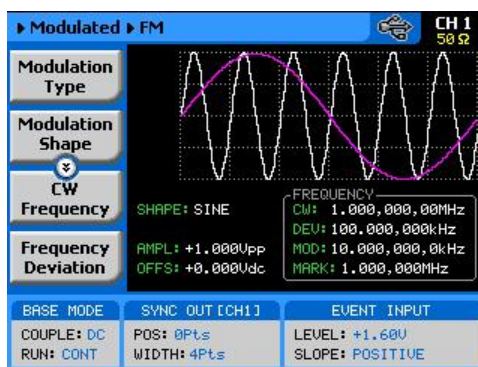 ▶ Modulated ▶ FM
CH 1
50 Ω
Modulation
Type
Modulation
Shape
CW
Frequency
Frequency
Deviation
SHAPE: SINE
AMPL: +1.000Vpp
OFFS: +0.000Vdc
FREQUENCY
CW: 1.000,000,00MHz
DEV: 100.000,000kHz
MOD: 10.000,000,0kHz
MARK: 1.000,000MHz
BASE MODE
COUPLE: DC
RUN: CONT
SYNC OUT [CH1]
POS: 0Pts
WIDTH: 4Pts
EVENT INPUT
LEVEL: +1.60V
SLOPE: POSITIVE